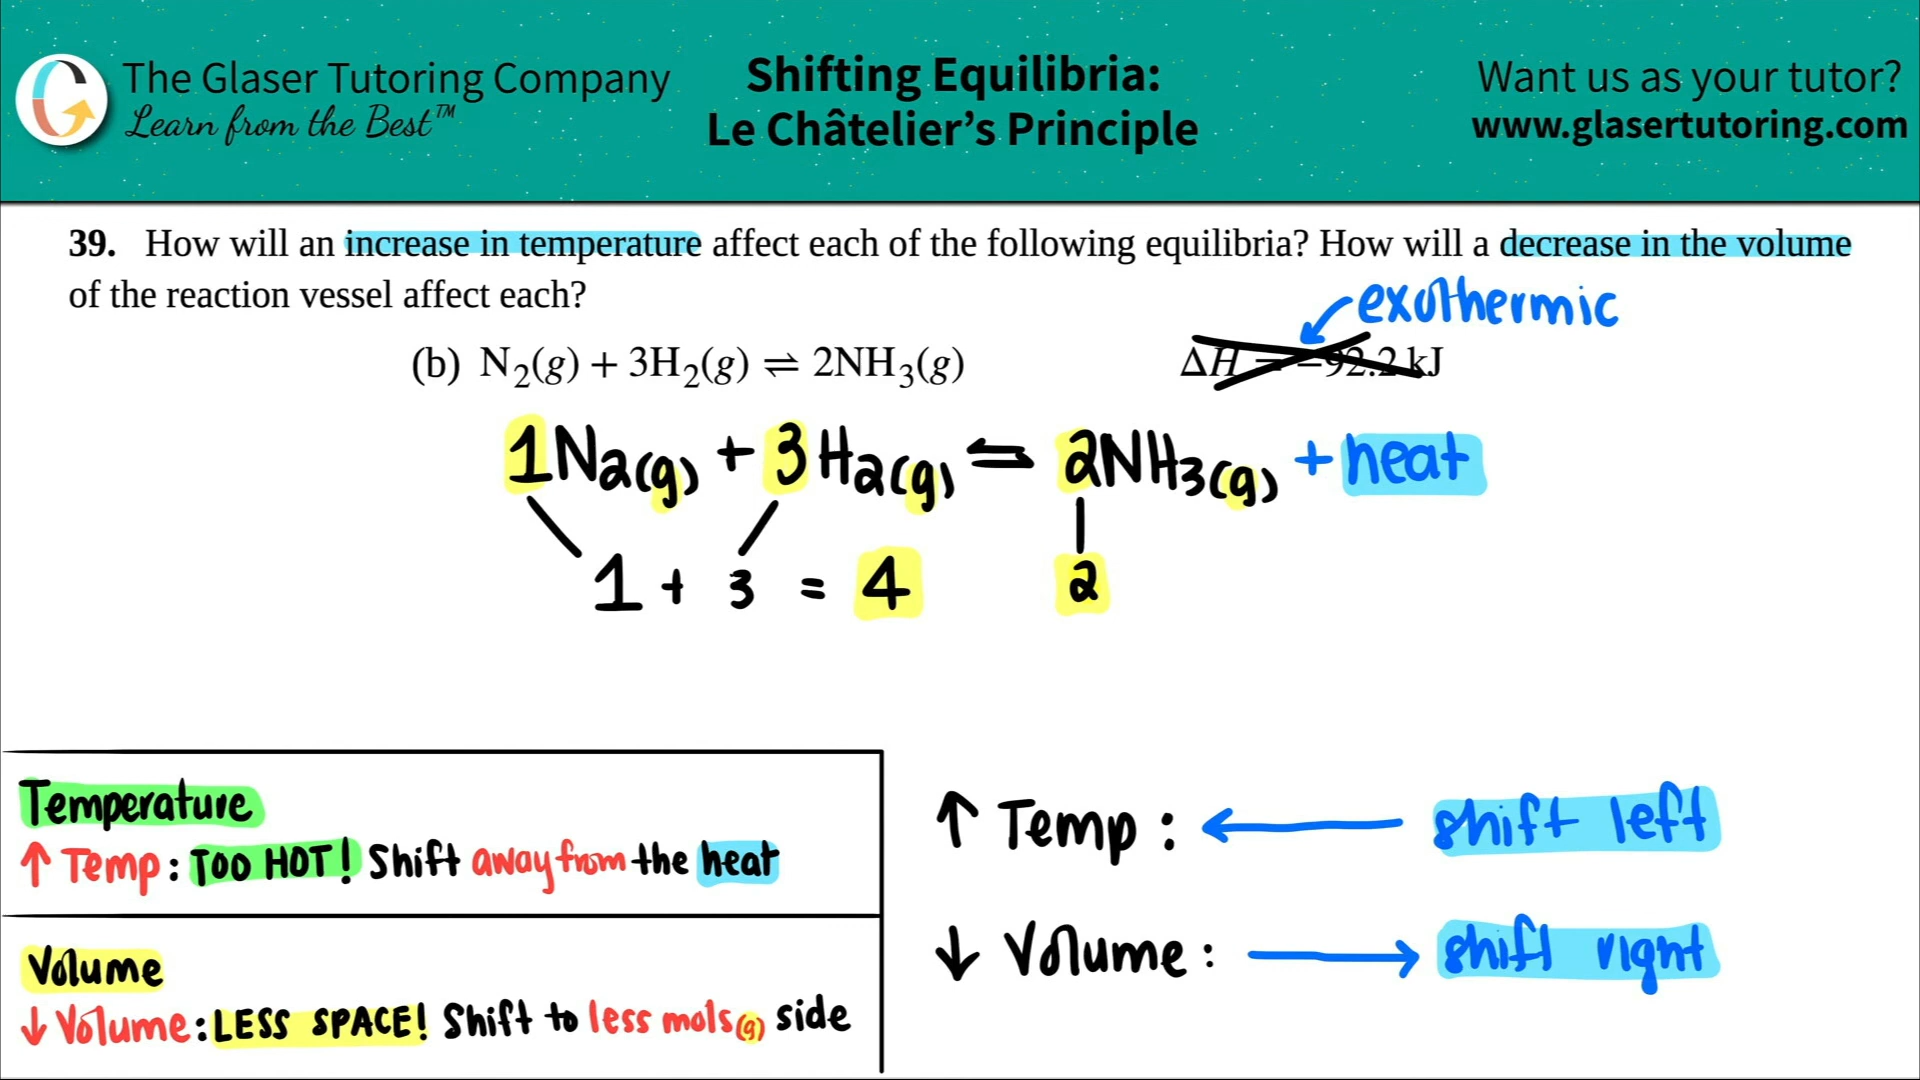 The Glaser Tutoring Company
Learn from the Best™
Shifting Equilibria:
Le Châtelier's Principle
Want us as your tutor?
www.glasertutoring.com
39. How will an increase in temperature affect each of the following equilibria? How will a decrease in the volume
of the reaction vessel affect each?
exothermic
(b) N₂(g) + 3H₂(g) ⇌ 2NH₃(g) ΔH = −92.2 kJ
1N₂(g) + 3H₂(g) ⇌ 2NH₃(g) + heat
1 + 3 = 4 2
Temperature
↑ Temp: TOO HOT! Shift away from the heat
Volume
↓ Volume: LESS SPACE! Shift to less mols(g) side
↑ Temp: ← shift left
↓ Volume: → shift right